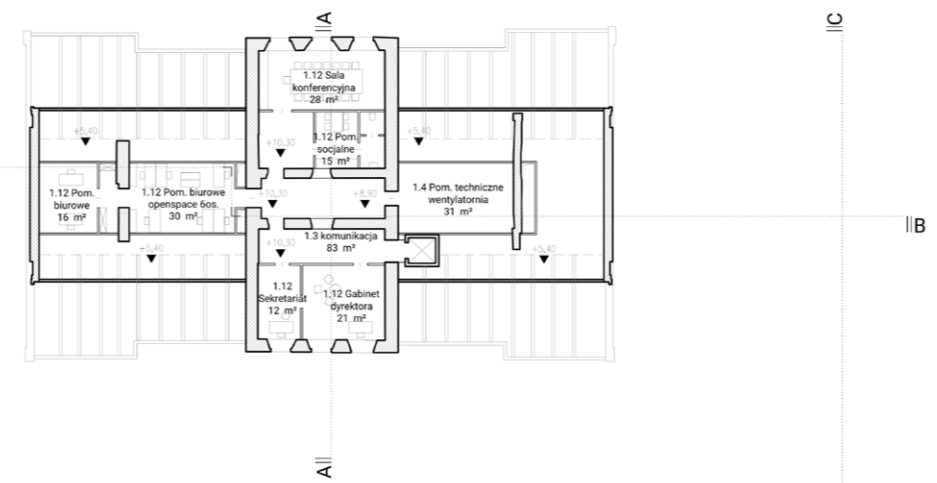 A
C
1.12 Sala
konferencyjna
28 m²
+5,40
+10,30
1.12 Pom.
socjalne
15 m²
+5,40
1.12 Pom.
biurowe
16 m²
1.12 Pom. biurowe
openspace 6os.
30 m²
+10,30
+8,90
1.4 Pom. techniczne
wentylatornia
31 m²
B
+5,40
+10,30
1.3 komunikacja
83 m²
+5,40
1.12
Sekretariat
12 m²
1.12 Gabinet
dyrektora
21 m²
A